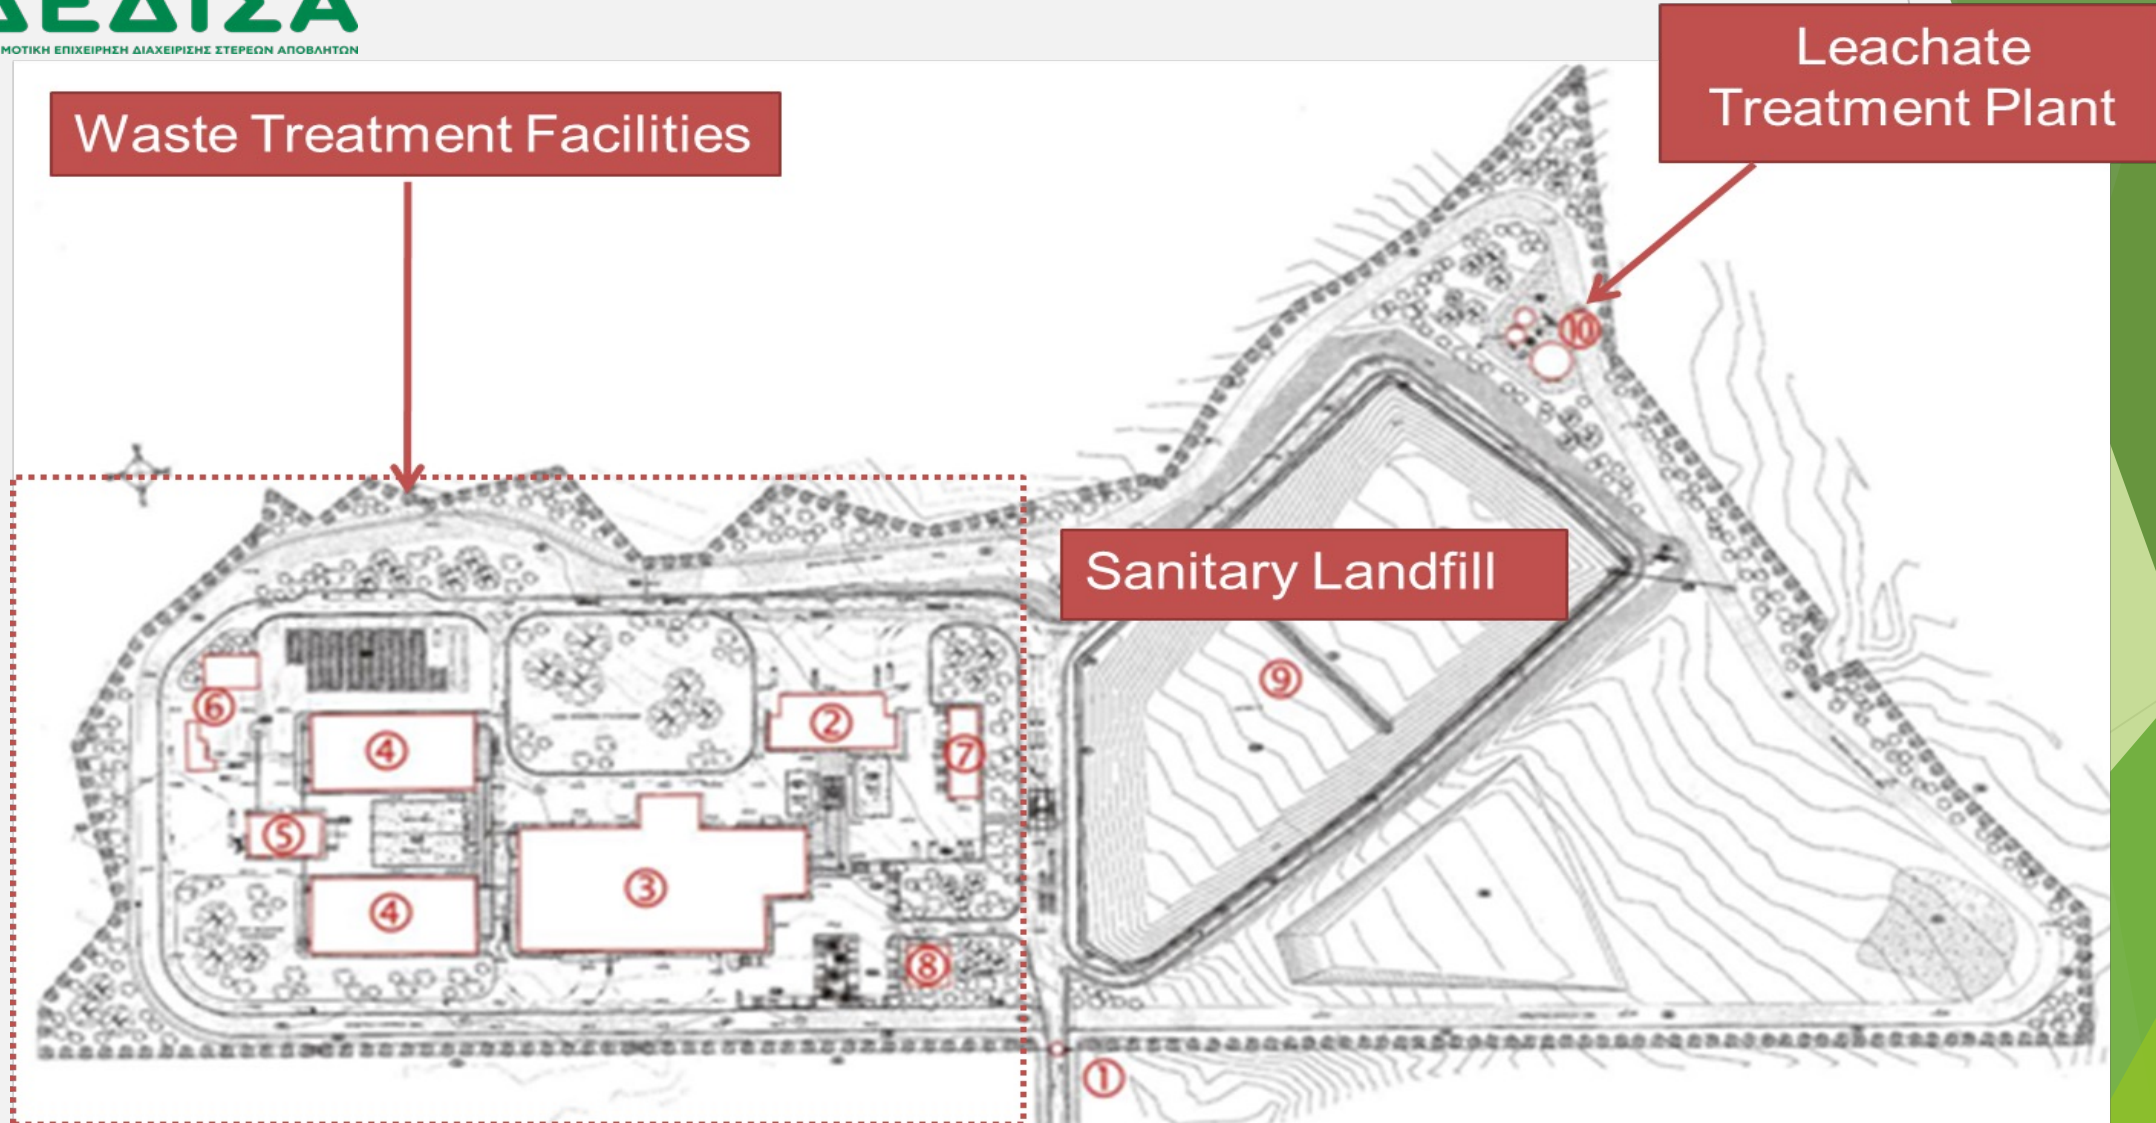 ΔΕΔΙΣΑ
ΜΟΤΙΚΗ ΕΠΙΧΕΙΡΗΣΗ ΔΙΑΧΕΙΡΙΣΗΣ ΣΤΕΡΕΩΝ ΑΠΟΒΛΗΤΩΝ
Leachate
Treatment Plant
Waste Treatment Facilities
⑩
Sanitary Landfill
⑨
⑥
④
②
⑦
⑤
③
④
⑧
①